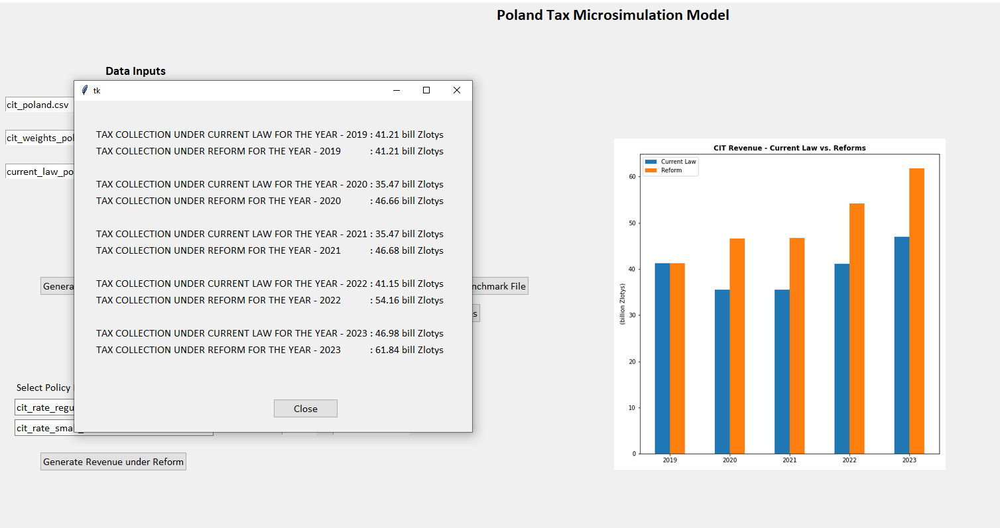 Poland Tax Microsimulation Model
Data Inputs
tk
cit_poland.csv
cit_weights_pol
current_law_po
TAX COLLECTION UNDER CURRENT LAW FOR THE YEAR - 2019 : 41.21 bill Zlotys
TAX COLLECTION UNDER REFORM FOR THE YEAR - 2019 : 41.21 bill Zlotys
TAX COLLECTION UNDER CURRENT LAW FOR THE YEAR - 2020 : 35.47 bill Zlotys
TAX COLLECTION UNDER REFORM FOR THE YEAR - 2020 : 46.66 bill Zlotys
TAX COLLECTION UNDER CURRENT LAW FOR THE YEAR - 2021 : 35.47 bill Zlotys
TAX COLLECTION UNDER REFORM FOR THE YEAR - 2021 : 46.68 bill Zlotys
TAX COLLECTION UNDER CURRENT LAW FOR THE YEAR - 2022 : 41.15 bill Zlotys
TAX COLLECTION UNDER REFORM FOR THE YEAR - 2022 : 54.16 bill Zlotys
TAX COLLECTION UNDER CURRENT LAW FOR THE YEAR - 2023 : 46.98 bill Zlotys
TAX COLLECTION UNDER REFORM FOR THE YEAR - 2023 : 61.84 bill Zlotys
Close
Genera
nchmark File
s
Select Policy
cit_rate_regu
cit_rate_smal_
Generate Revenue under Reform
CIT Revenue - Current Law vs. Reforms
Current Law
Reform
(billion Zlotys)
60
50
40
30
20
10
0
2019 2020 2021 2022 2023